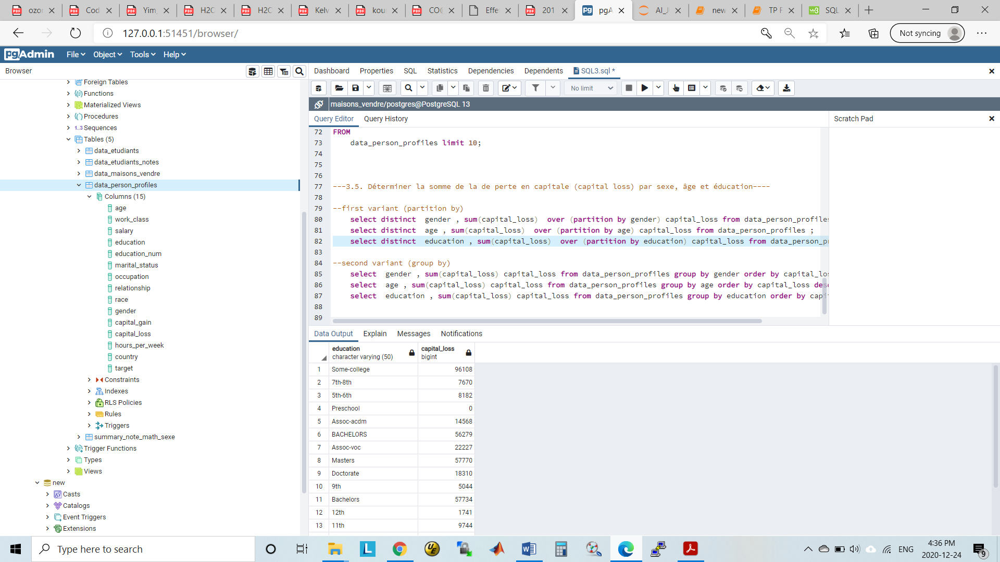 ozor
Cod
Yim_
H2C
H2C
Kelv
kour
CO
Effe
201
pgA
AI_J
new
TP F
SQL
127.0.0.1:51451/browser/
Not syncing
pgAdmin
File
Object
Tools
Help
Browser
Dashboard
Properties
SQL
Statistics
Dependencies
Dependents
SQL3.sql *
No limit
maisons_vendre/postgres@PostgreSQL 13
Query Editor
Query History
Scratch Pad
Foreign Tables
Functions
Materialized Views
Procedures
1..3 Sequences
Tables (5)
data_etudiants
data_etudiants_notes
data_maisons_vendre
data_person_profiles
Columns (15)
age
work_class
salary
education
education_num
marital_status
occupation
relationship
race
gender
capital_gain
capital_loss
hours_per_week
country
target
Constraints
Indexes
RLS Policies
Rules
Triggers
summary_note_math_sexe
Trigger Functions
Types
Views
new
Casts
Catalogs
Event Triggers
Extensions
72 FROM
73 data_person_profiles limit 10;
74
75
76
77 ---3.5. Déterminer la somme de la de perte en capitale (capital loss) par sexe, âge et éducation----
78
79 --first variant (partition by)
80 select distinct gender , sum(capital_loss) over (partition by gender) capital_loss from data_person_profiles
81 select distinct age , sum(capital_loss) over (partition by age) capital_loss from data_person_profiles ;
82 select distinct education , sum(capital_loss) over (partition by education) capital_loss from data_person_p
83
84 --second variant (group by)
85 select gender , sum(capital_loss) capital_loss from data_person_profiles group by gender order by capital_lo
86 select age , sum(capital_loss) capital_loss from data_person_profiles group by age order by capital_loss desc
87 select education , sum(capital_loss) capital_loss from data_person_profiles group by education order by capi
88
89
Data Output
Explain
Messages
Notifications
education
character varying (50)
capital_loss
bigint
1 Some-college 96108
2 7th-8th 7670
3 5th-6th 8182
4 Preschool 0
5 Assoc-acdm 14568
6 BACHELORS 56279
7 Assoc-voc 22227
8 Masters 57770
9 Doctorate 18310
10 9th 5044
11 Bachelors 57734
12 12th 1741
13 11th 9744
Type here to search
ENG
4:36 PM
2020-12-24
9